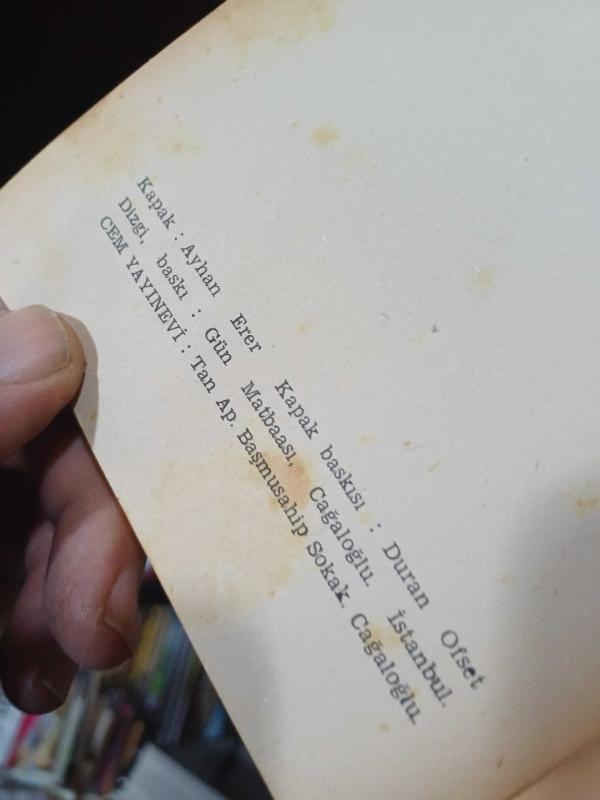 Kapak : Ayhan Erer Kapak baskısı : Duran Ofset
Dizgi, baskı : Gün Matbaası, Cağaloğlu. İstanbul.
CEM YAYINEVİ : Tan Ap. Başmusahip Sokak. Cağaloğlu.